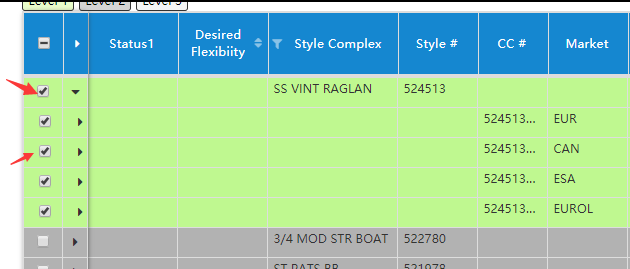 Level 1 Level 2 Level 3
Status1 Desired Flexibiity Style Complex Style # CC # Market
SS VINT RAGLAN 524513
524513... EUR
524513... CAN
524513... ESA
524513... EUROL
3/4 MOD STR BOAT 522780
ST PATS BB 521978